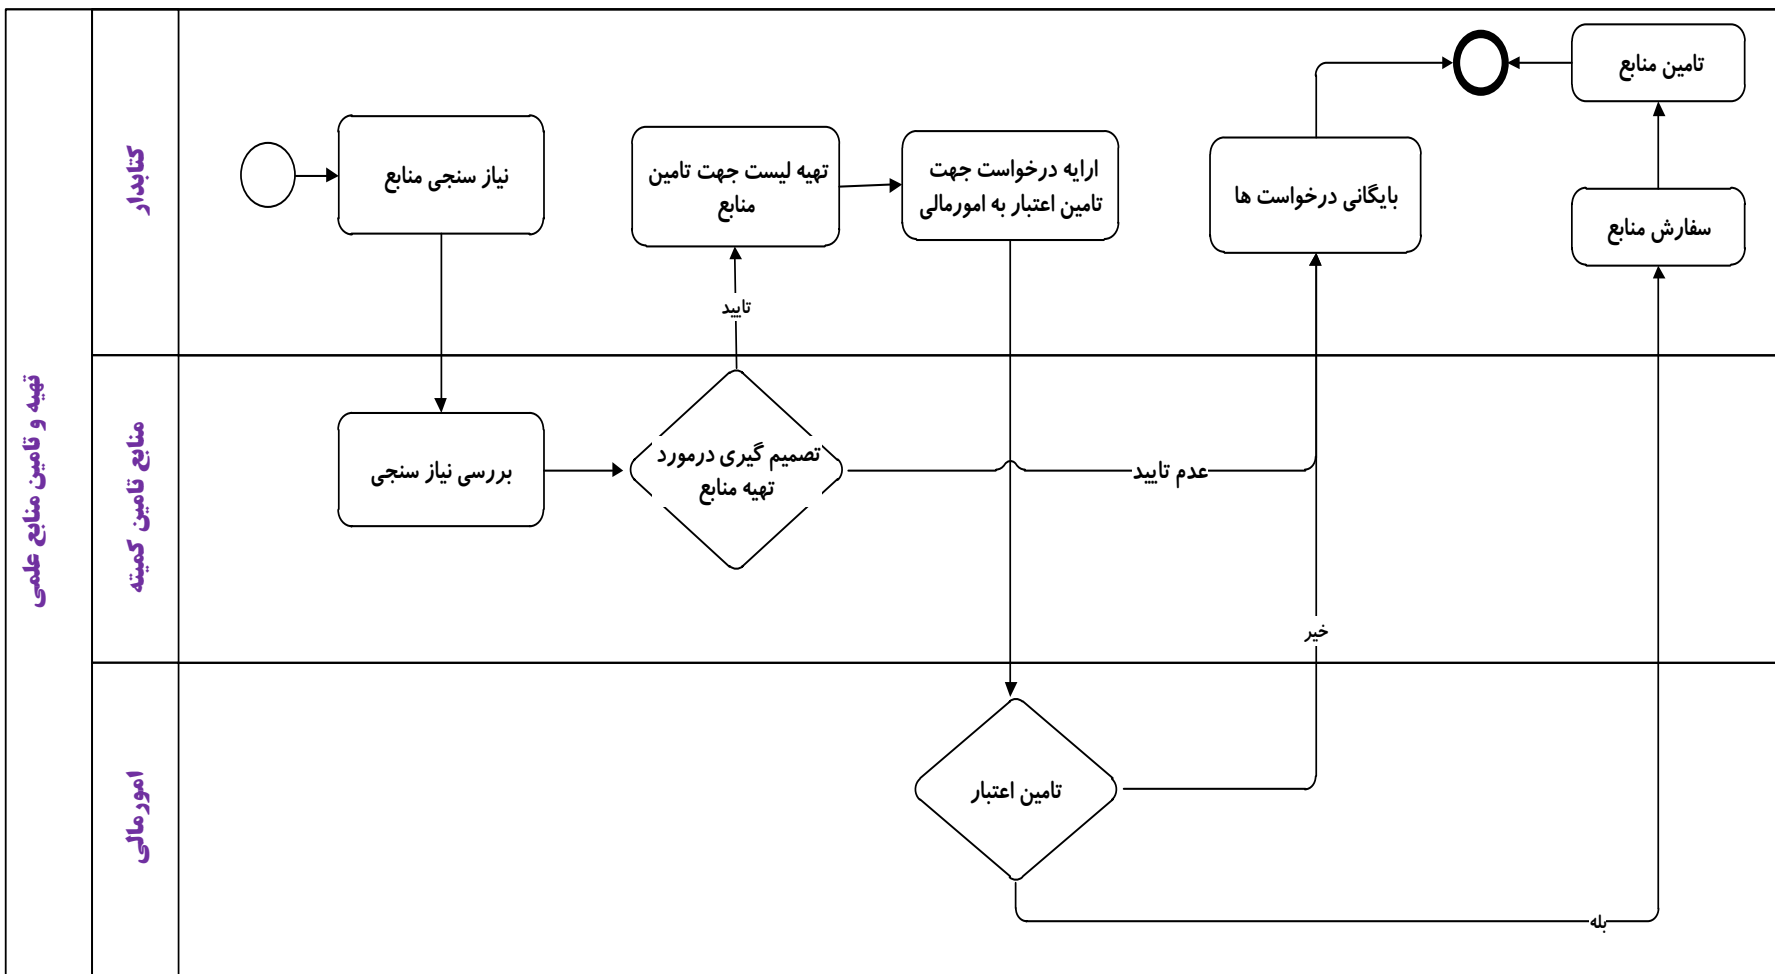 تهیه و تامین منابع علمی
کتابدار
نیاز سنجی منابع
تهیه لیست جهت تامین
منابع
ارایه درخواست جهت
تامین اعتبار به امورمالی
بایگانی درخواست ها
تامین منابع
سفارش منابع
تایید
منابع تامین کمیته
بررسی نیاز سنجی
تصمیم گیری درمورد
تهیه منابع
عدم تایید
خیر
امورمالی
تامین اعتبار
بله